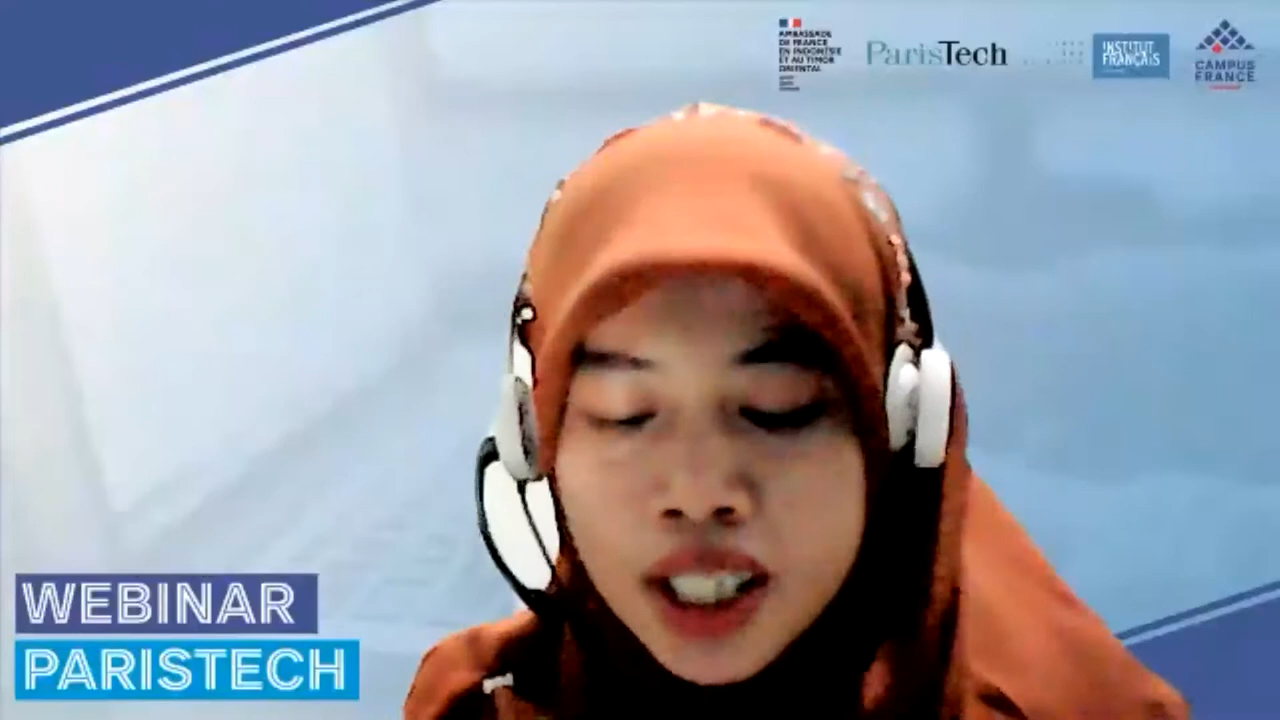 AMBASSADE
DE FRANCE
EN INDONÉSIE
ET AU TIMOR
ORIENTAL
ParisTech
INSTITUT
FRANÇAIS
CAMPUS
FRANCE
WEBINAR
PARISTECH